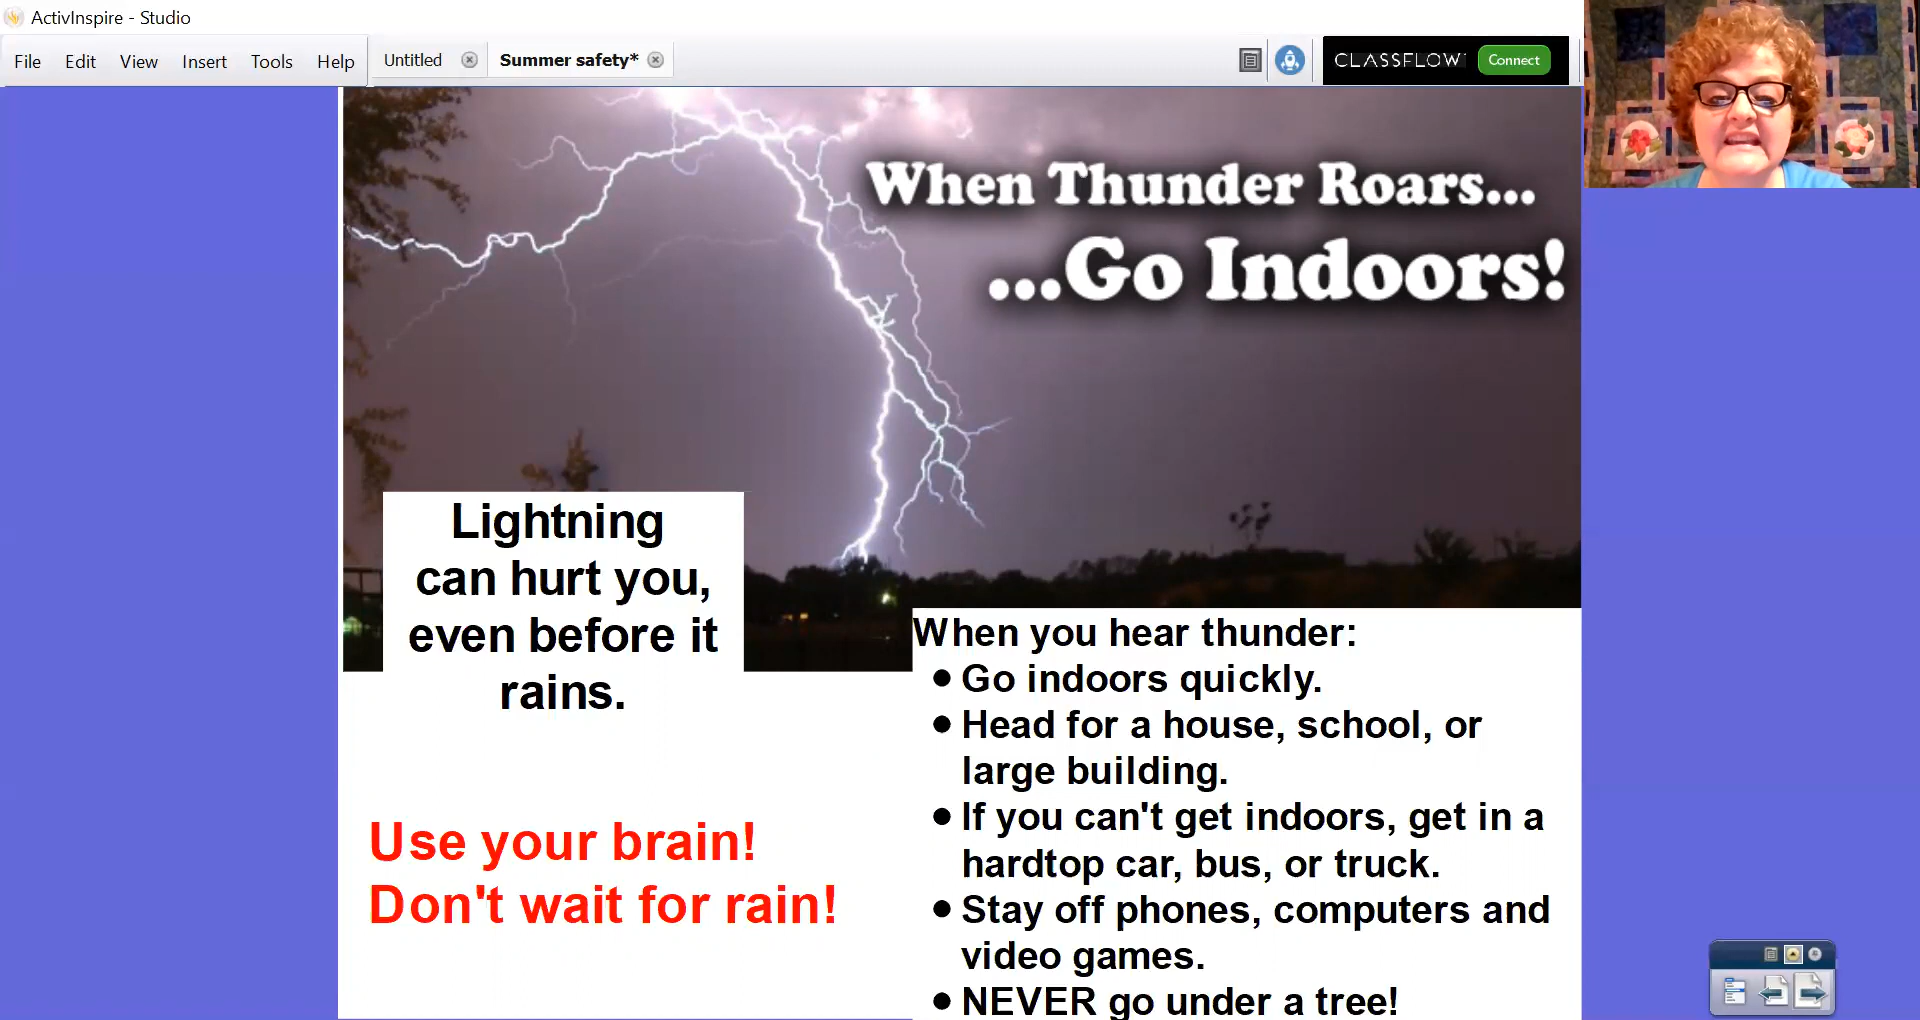 ActivInspire - Studio
File Edit View Insert Tools Help
Untitled Summer safety*
CLASSFLOW Connect
When Thunder Roars...
...Go Indoors!
Lightning
can hurt you,
even before it
rains.
Use your brain!
Don't wait for rain!
When you hear thunder:
● Go indoors quickly.
● Head for a house, school, or
large building.
● If you can't get indoors, get in a
hardtop car, bus, or truck.
● Stay off phones, computers and
video games.
● NEVER go under a tree!